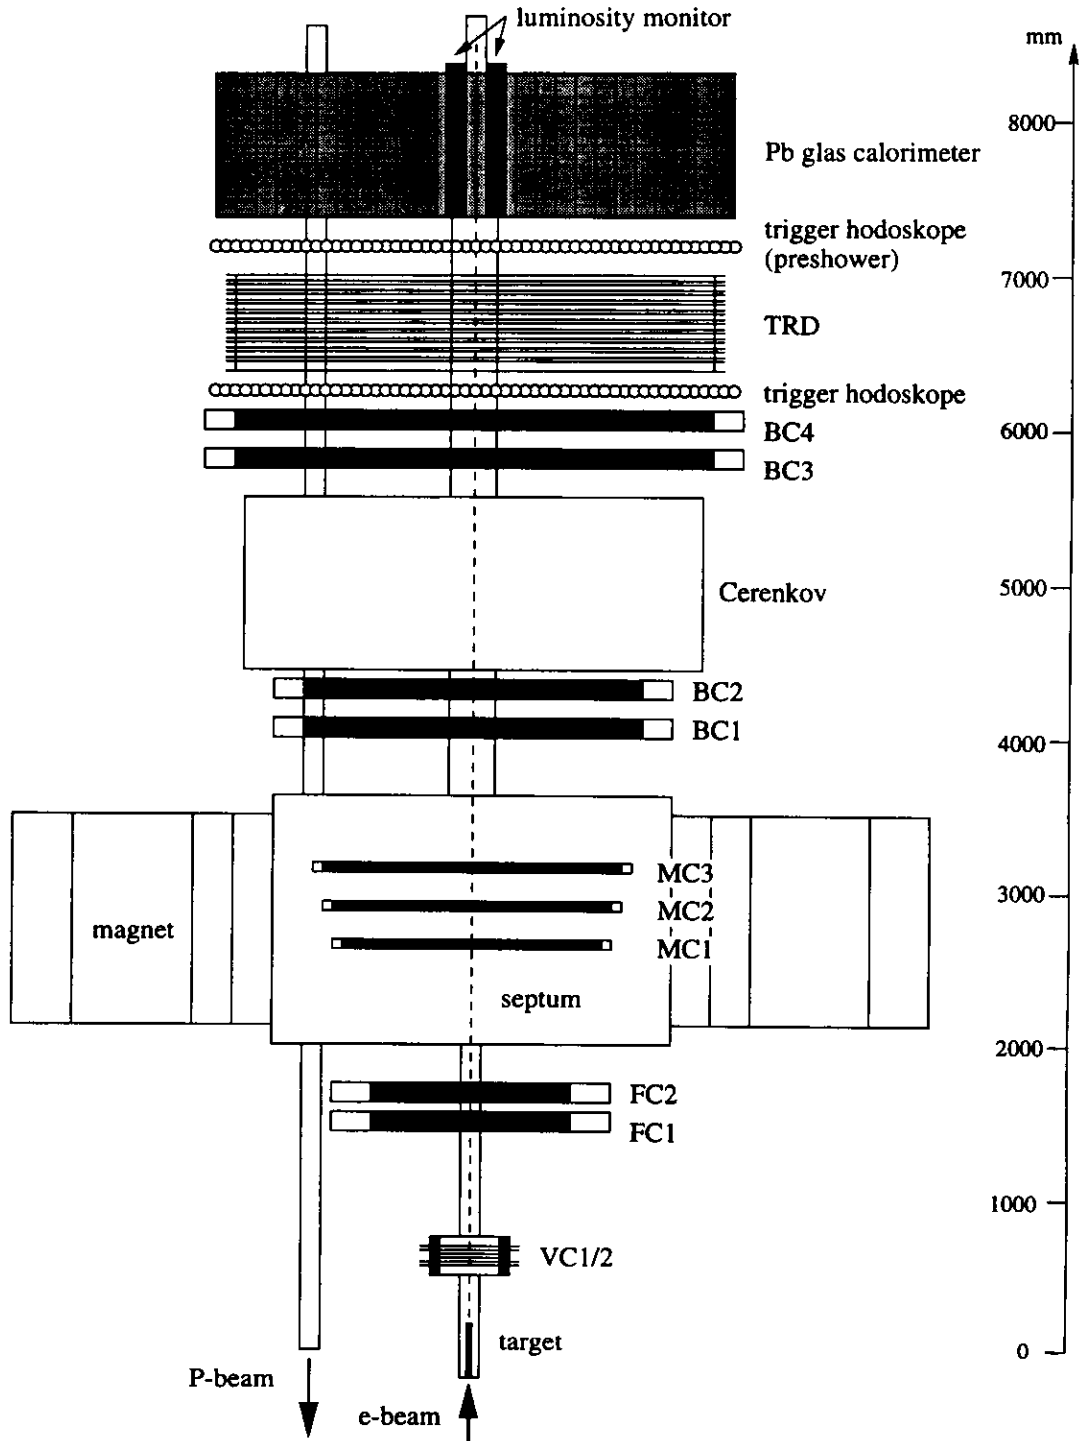 luminosity monitor
mm
8000
Pb glas calorimeter
trigger hodoskope
(preshower)
7000
TRD
trigger hodoskope
BC4
6000
BC3
Cerenkov
5000
BC2
BC1
4000
MC3
3000
MC2
magnet
MC1
septum
2000
FC2
FC1
1000
VC1/2
target
0
P-beam
e-beam